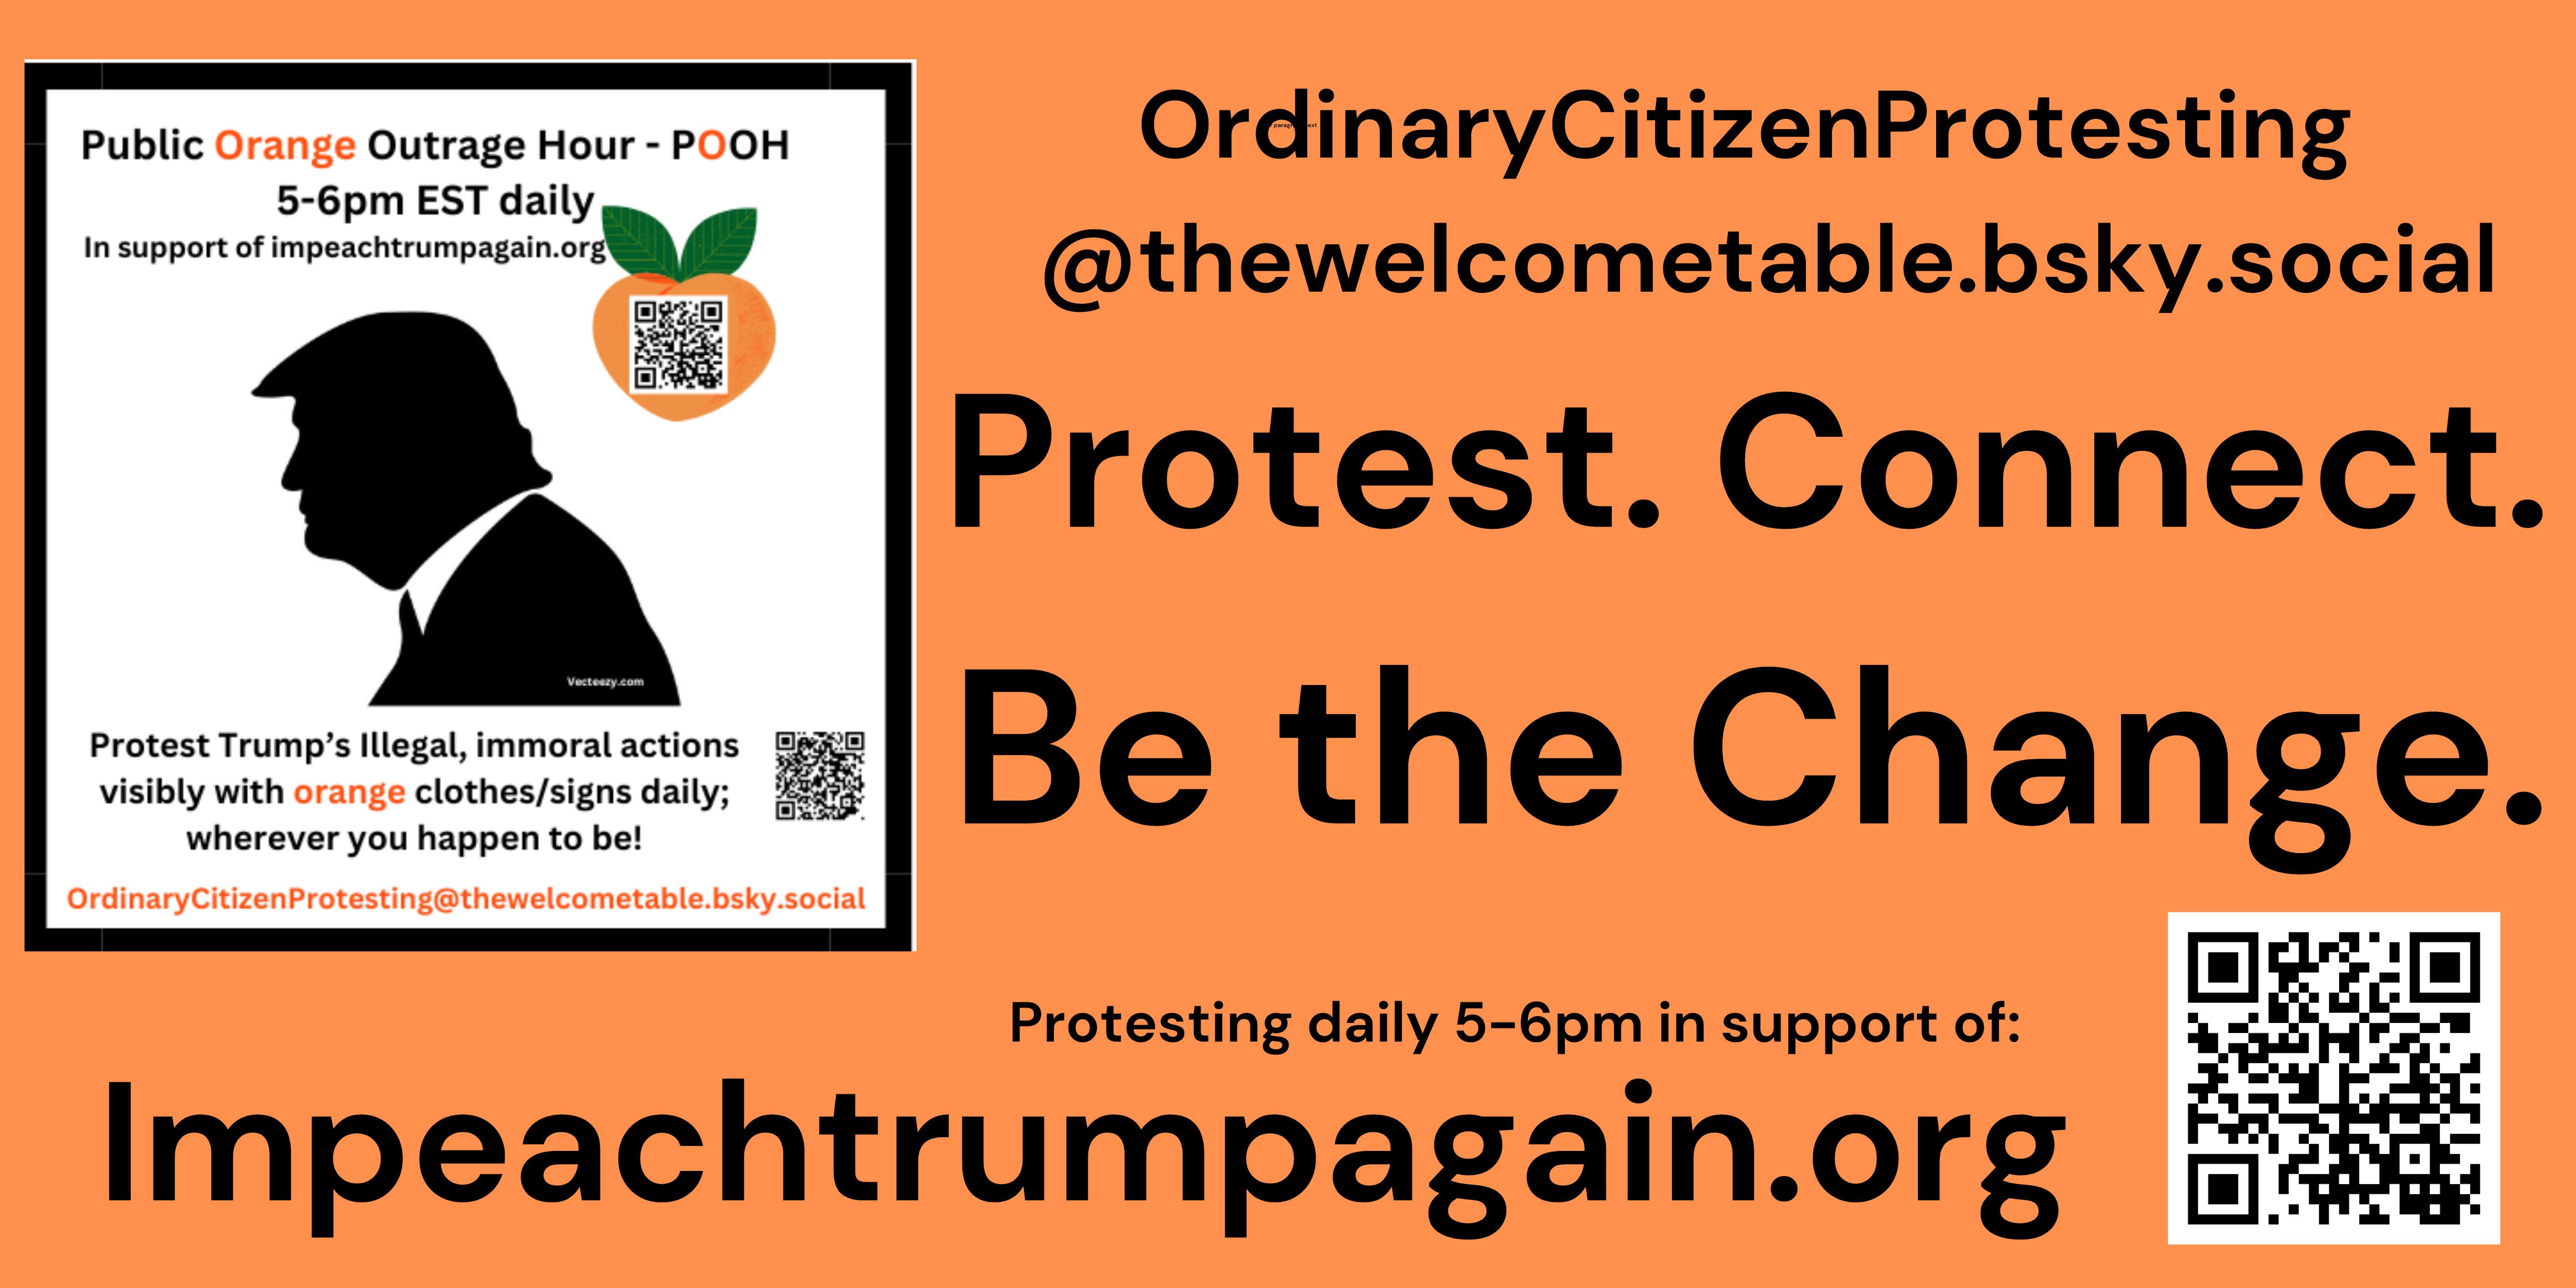 Public Orange Outrage Hour - POOH
5-6pm EST daily
In support of impeachtrumpagain.org
Vecteezy.com
Protest Trump's Illegal, immoral actions
visibly with orange clothes/signs daily;
wherever you happen to be!
OrdinaryCitizenProtesting@thewelcometable.bsky.social
OrdinaryCitizenProtesting
@thewelcometable.bsky.social
Protest. Connect.
Be the Change.
Protesting daily 5-6pm in support of:
Impeachtrumpagain.org